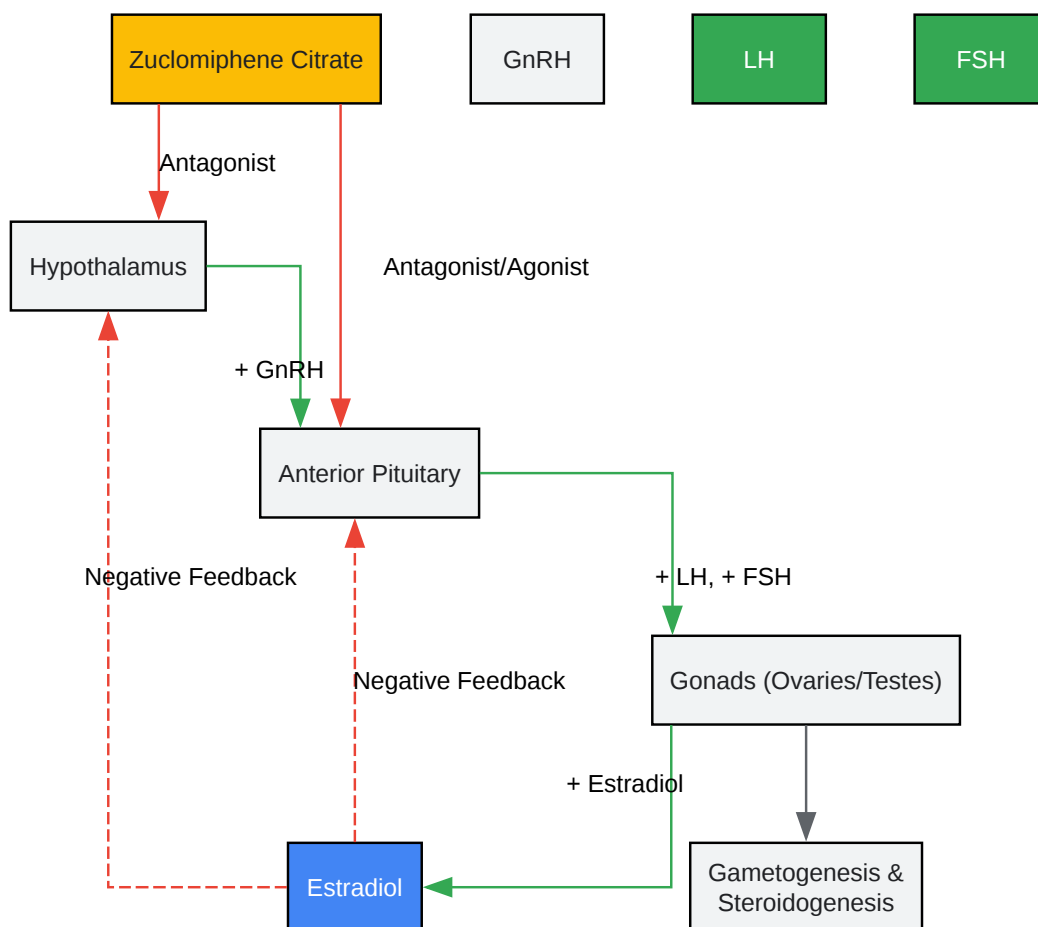 Zuclomiphene Citrate
GnRH
LH
FSH
Antagonist
Hypothalamus
Antagonist/Agonist
+ GnRH
Anterior Pituitary
Negative Feedback
+ LH, + FSH
Negative Feedback
Gonads (Ovaries/Testes)
+ Estradiol
Estradiol
Gametogenesis &
Steroidogenesis